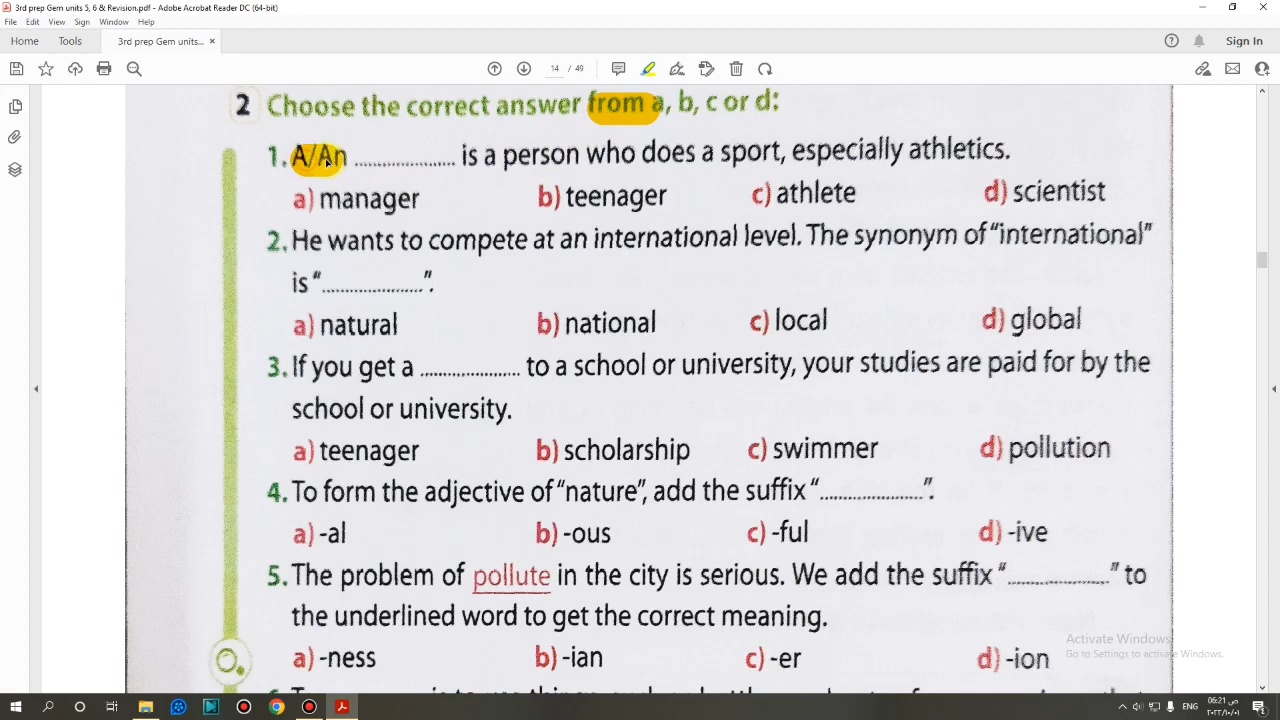 3rd prep Gem units 5, 6 & Revision.pdf - Adobe Acrobat Reader DC (64-bit)
File Edit View Sign Window Help
Home Tools 3rd prep Gem units... × Sign In
14 / 49
2 Choose the correct answer from a, b, c or d:
1. A/An .................... is a person who does a sport, especially athletics.
a) manager b) teenager c) athlete d) scientist
2. He wants to compete at an international level. The synonym of "international"
is "....................".
a) natural b) national c) local d) global
3. If you get a .................... to a school or university, your studies are paid for by the
school or university.
a) teenager b) scholarship c) swimmer d) pollution
4. To form the adjective of "nature", add the suffix "....................".
a) -al b) -ous c) -ful d) -ive
5. The problem of pollute in the city is serious. We add the suffix "...................." to
the underlined word to get the correct meaning.
a) -ness b) -ian c) -er d) -ion
Activate Windows
Go to Settings to activate Windows.
ENG
06:21 ص